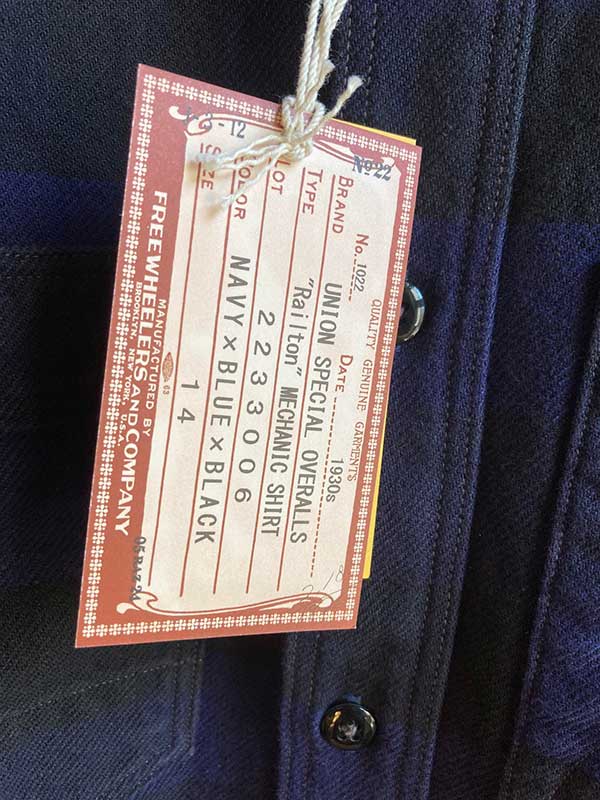 No. 1022 DATE 1930s
QUALITY GENUINE GARMENTS
BRAND UNION SPECIAL OVERALLS
TYPE "Railton" MECHANIC SHIRT
LOT 2233006
COLOR NAVY×BLUE×BLACK
SIZE 14
MANUFACTURED BY
FREEWHEELERS AND COMPANY
BROOKLYN, NEW YORK, U.S.A.
63
No 22